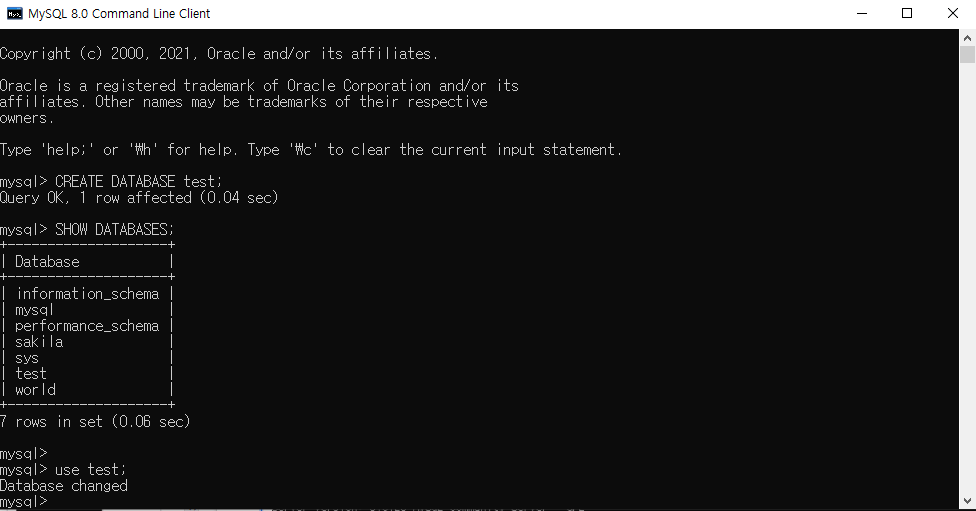 MySQL 8.0 Command Line Client
Copyright (c) 2000, 2021, Oracle and/or its affiliates.
Oracle is a registered trademark of Oracle Corporation and/or its
affiliates. Other names may be trademarks of their respective
owners.
Type 'help;' or '₩h' for help. Type '₩c' to clear the current input statement.
mysql> CREATE DATABASE test;
Query OK, 1 row affected (0.04 sec)
mysql> SHOW DATABASES;
+--------------------+
| Database           |
+--------------------+
| information_schema |
| mysql              |
| performance_schema |
| sakila             |
| sys                |
| test               |
| world              |
+--------------------+
7 rows in set (0.06 sec)
mysql>
mysql> use test;
Database changed
mysql>